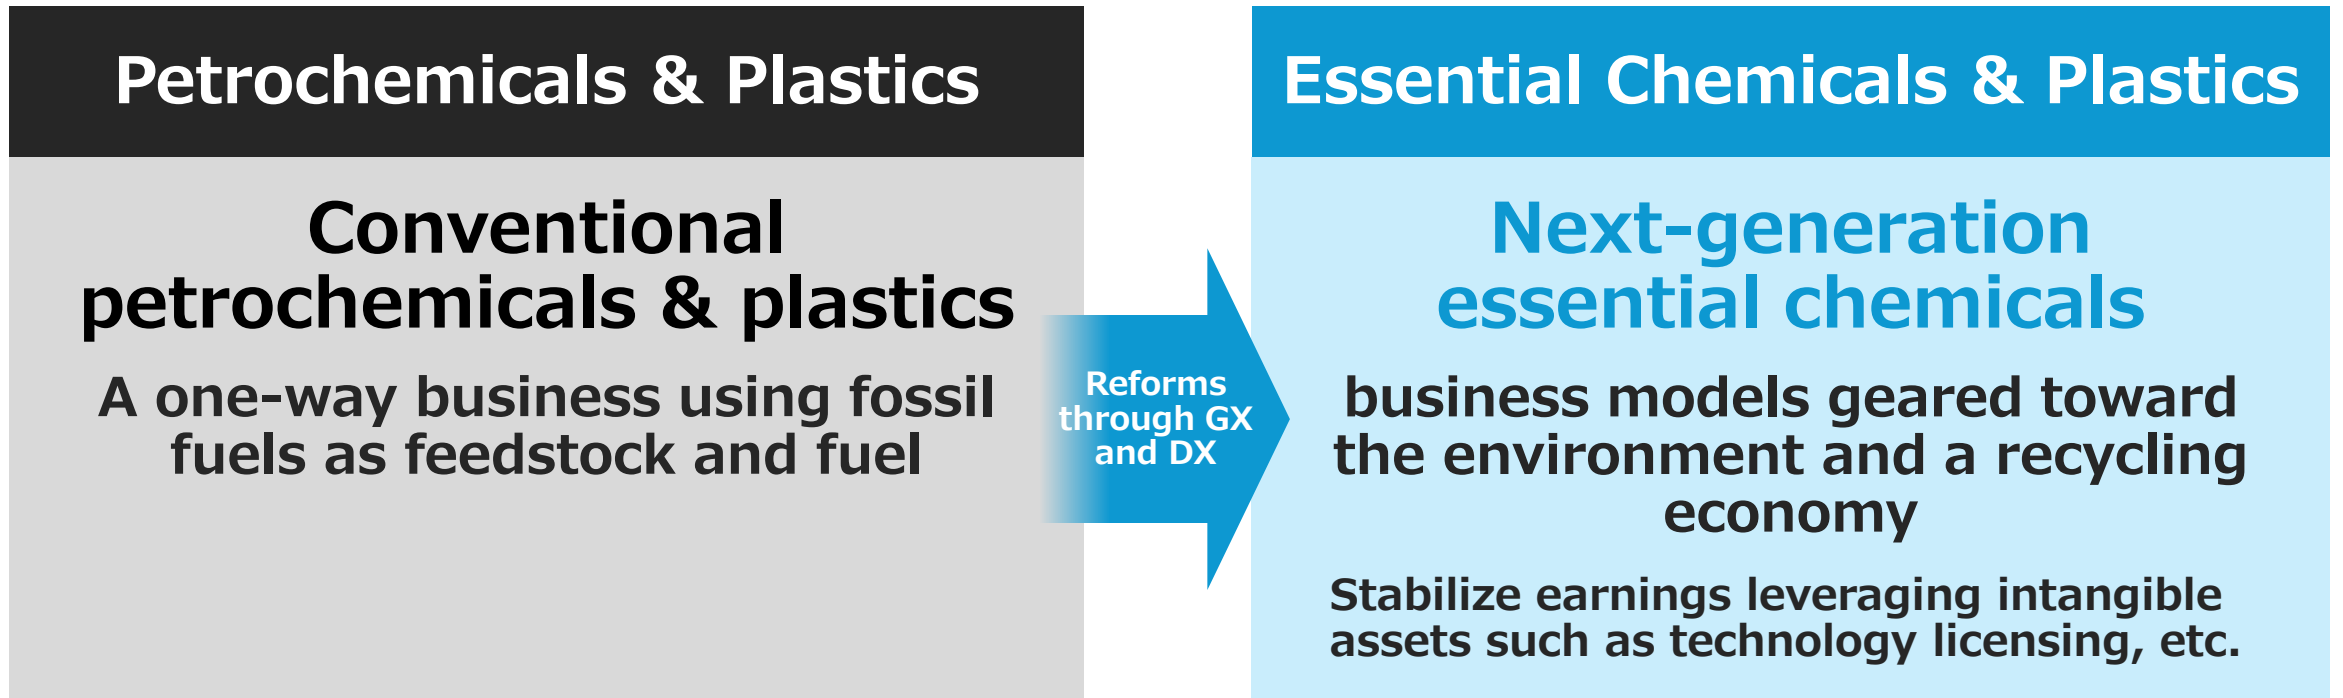 Petrochemicals & Plastics
Conventional
petrochemicals & plastics
A one-way business using fossil
fuels as feedstock and fuel
Reforms
through GX
and DX
Essential Chemicals & Plastics
Next-generation
essential chemicals
business models geared toward
the environment and a recycling
economy
Stabilize earnings leveraging intangible
assets such as technology licensing, etc.